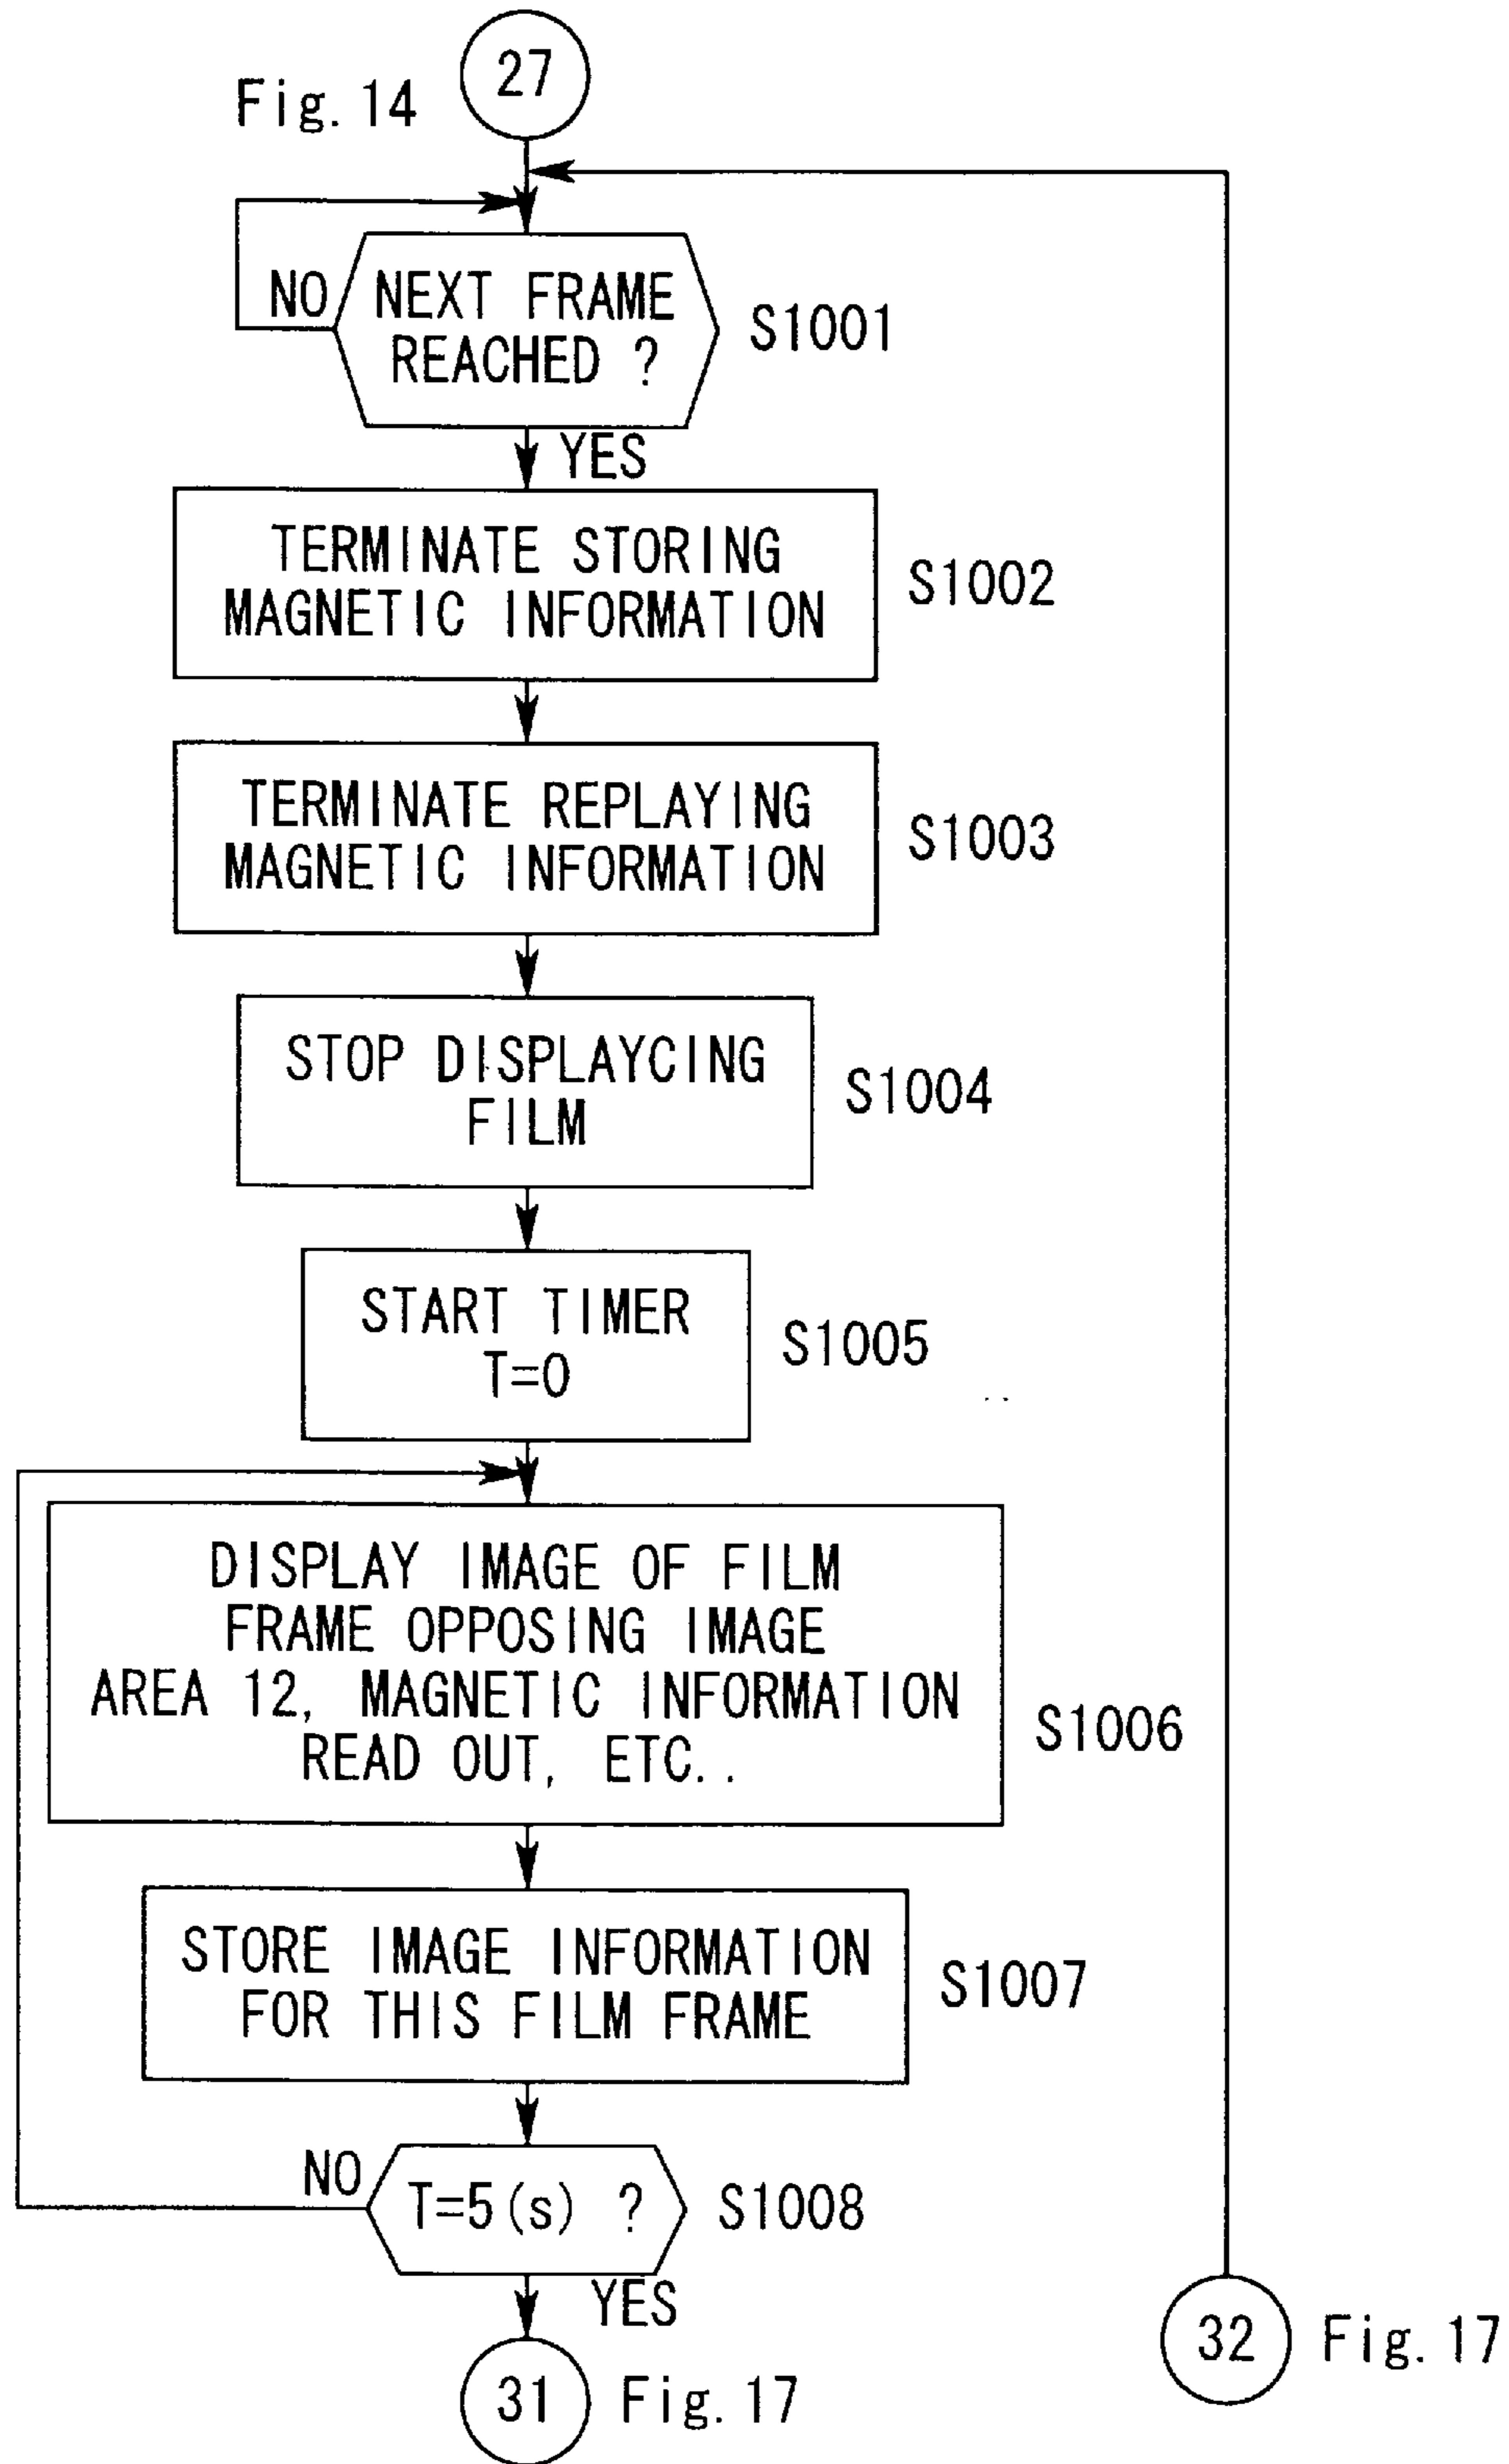 27
Fig. 14
NO
NEXT FRAME
REACHED ?
S1001
YES
TERMINATE STORING
MAGNETIC INFORMATION
S1002
TERMINATE REPLAYING
MAGNETIC INFORMATION
S1003
STOP DISPLAYCING
FILM
S1004
START TIMER
T=0
S1005
DISPLAY IMAGE OF FILM
FRAME OPPOSING IMAGE
AREA 12, MAGNETIC INFORMATION
READ OUT, ETC..
S1006
STORE IMAGE INFORMATION
FOR THIS FILM FRAME
S1007
NO
T=5(s) ?
S1008
YES
31
Fig. 17
32
Fig. 17